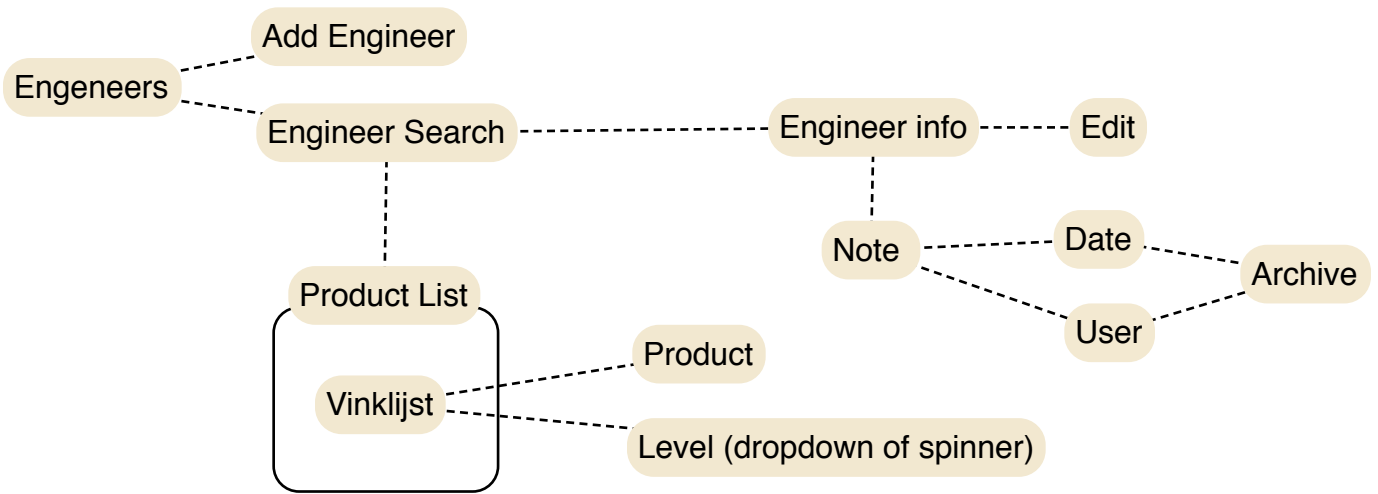 Add Engineer
Engeneers
Engineer Search
Engineer info
Edit
Note
Date
Archive
User
Product List
Product
Vinklijst
Level (dropdown of spinner)